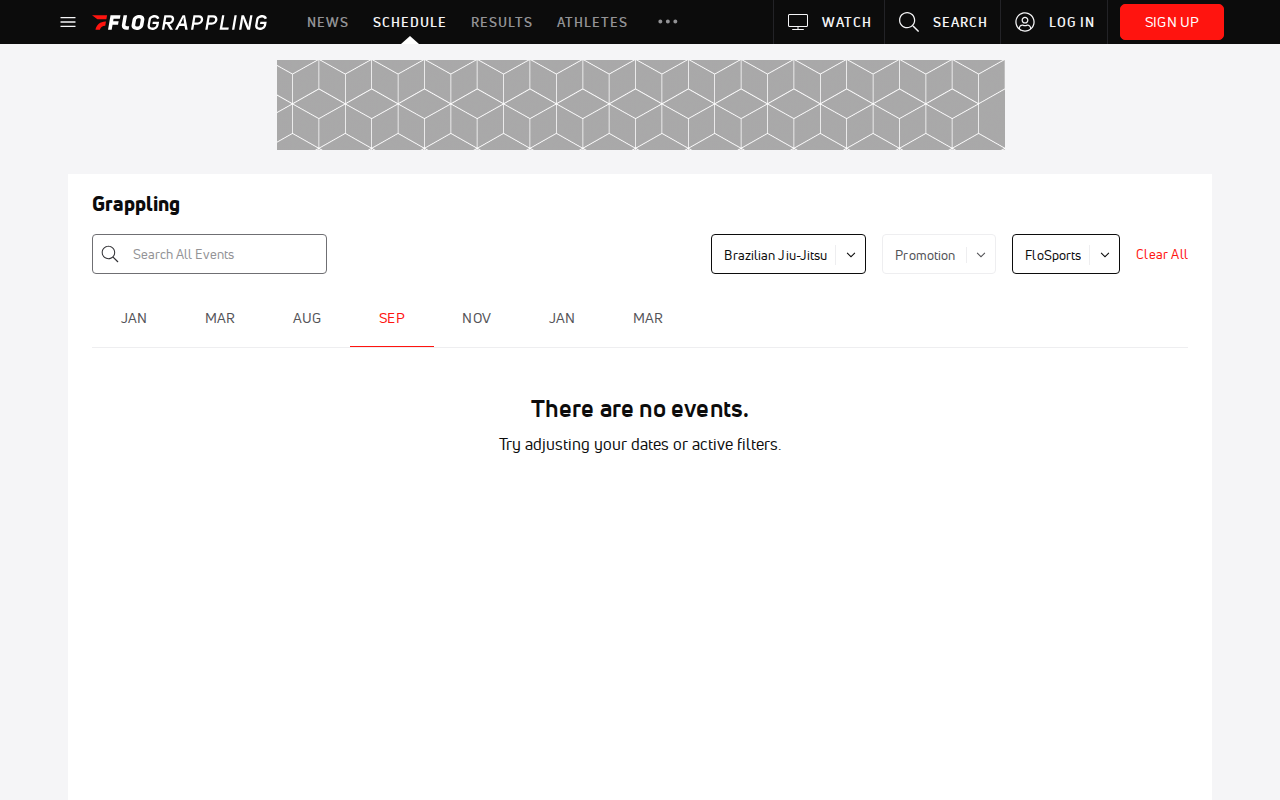 FLOGRAPPLING NEWS SCHEDULE RESULTS ATHLETES WATCH SEARCH LOG IN SIGN UP
Grappling
Search All Events Brazilian Jiu-Jitsu Promotion FloSports Clear All
JAN MAR AUG SEP NOV JAN MAR
There are no events.
Try adjusting your dates or active filters.